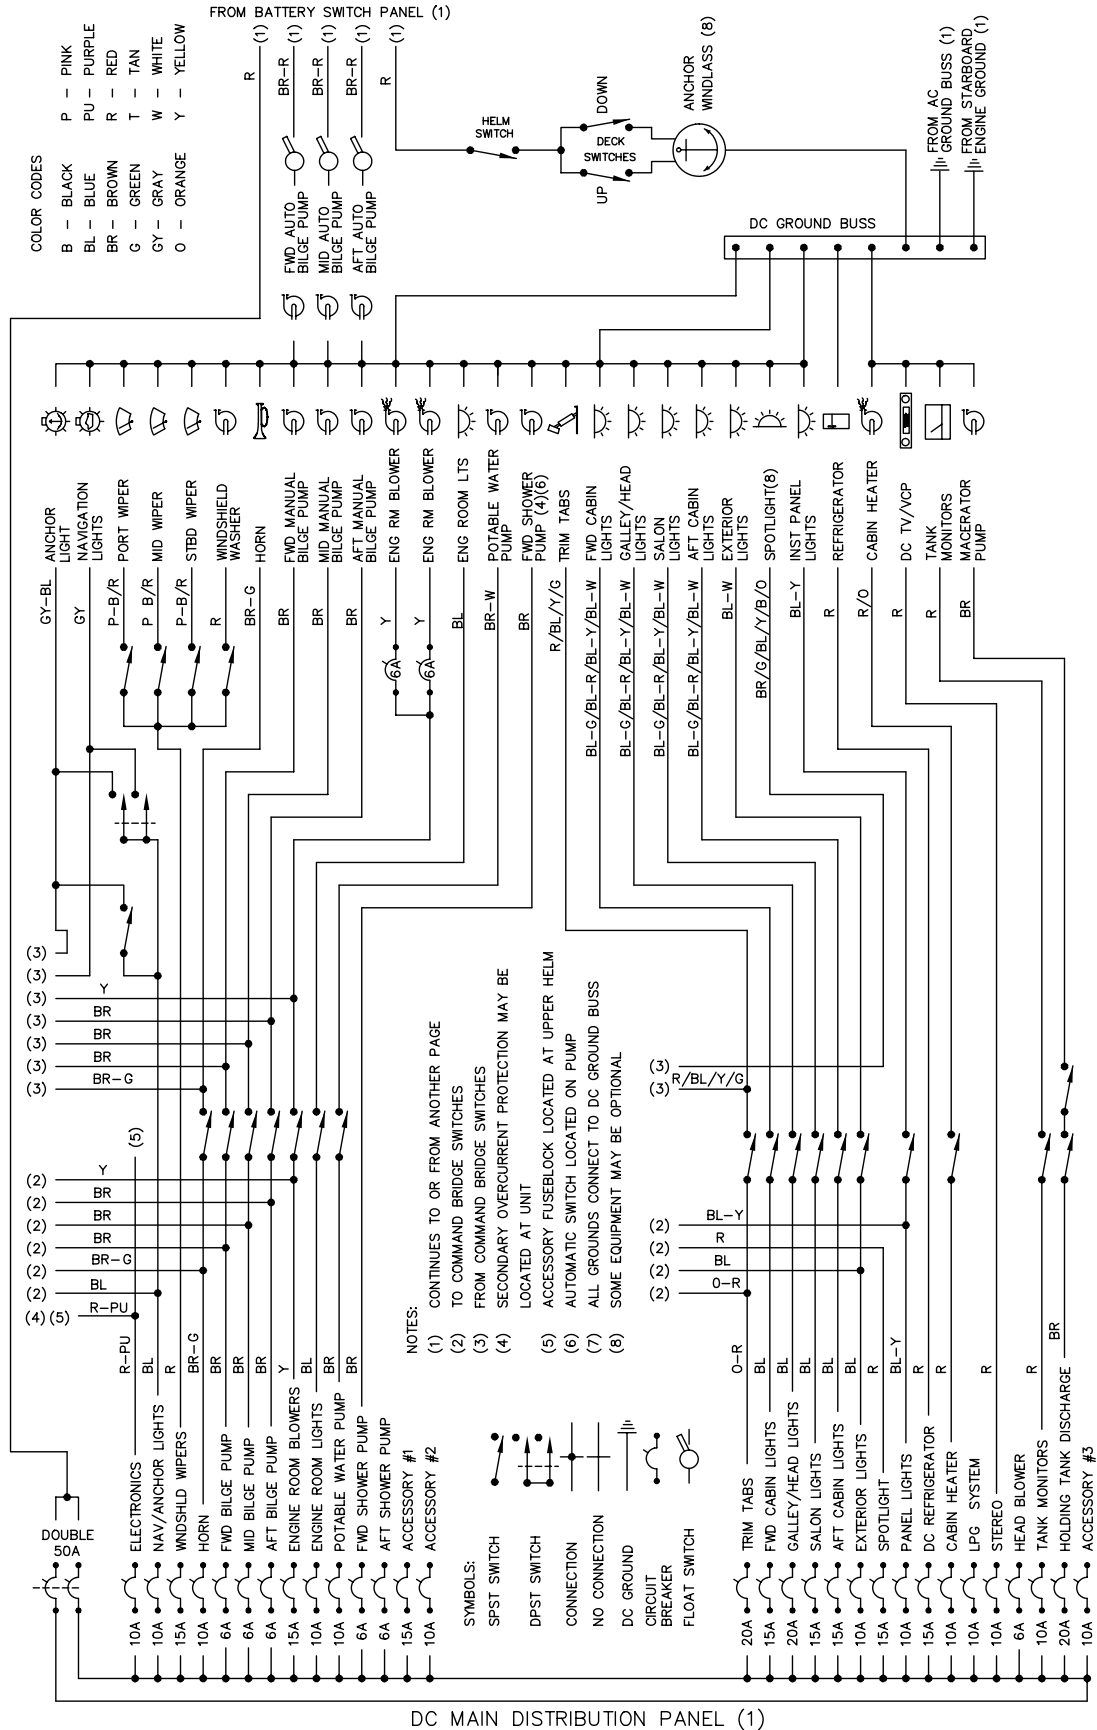 FROM BATTERY SWITCH PANEL (1)
(1)
(1)
(1)
(1)
(1)
R
BR-R
BR-R
BR-R
R
COLOR CODES
B - BLACK P - PINK
BL - BLUE PU - PURPLE
BR - BROWN R - RED
G - GREEN T - TAN
GY - GRAY W - WHITE
O - ORANGE Y - YELLOW
HELM
SWITCH
DOWN
DECK
SWITCHES
UP
ANCHOR
WINDLASS (8)
FROM AC
GROUND BUSS (1)
FROM STARBOARD
ENGINE GROUND (1)
DC GROUND BUSS
FWD AUTO
BILGE PUMP
MID AUTO
BILGE PUMP
AFT AUTO
BILGE PUMP
ANCHOR
LIGHT
NAVIGATION
LIGHTS
PORT WIPER
MID WIPER
STBD WIPER
WINDSHIELD
WASHER
HORN
FWD MANUAL
BILGE PUMP
MID MANUAL
BILGE PUMP
AFT MANUAL
BILGE PUMP
ENG RM BLOWER
ENG RM BLOWER
ENG ROOM LTS
POTABLE WATER
PUMP
FWD SHOWER
PUMP (4)(6)
TRIM TABS
FWD CABIN
LIGHTS
GALLEY/HEAD
LIGHTS
SALON
LIGHTS
AFT CABIN
LIGHTS
EXTERIOR
LIGHTS
SPOTLIGHT(8)
INST PANEL
LIGHTS
REFRIGERATOR
CABIN HEATER
DC TV/VCP
TANK
MONITORS
MACERATOR
PUMP
GY-BL
GY
P-B/R
P B/R
P-B/R
R
BR-G
BR
BR
BR
Y
Y
BL
BR-W
BR
R/BL/Y/G
BL-G/BL-R/BL-Y/BL-W
BL-G/BL-R/BL-Y/BL-W
BL-G/BL-R/BL-Y/BL-W
BL-G/BL-R/BL-Y/BL-W
BL-W
BR/G/BL/Y/B/O
BL-Y
R
R/O
R
R
BR
6A
6A
(3)
(3)
(3) Y
(3) BR
(3) BR
(3) BR
(3) BR-G
(5)
(2) Y
(2) BR
(2) BR
(2) BR
(2) BR-G
(2) BL
(4)(5) R-PU
(3)
(3) R/BL/Y/G
(2) BL-Y
(2) R
(2) BL
(2) O-R
NOTES:
(1) CONTINUES TO OR FROM ANOTHER PAGE
(2) TO COMMAND BRIDGE SWITCHES
(3) FROM COMMAND BRIDGE SWITCHES
(4) SECONDARY OVERCURRENT PROTECTION MAY BE
LOCATED AT UNIT
(5) ACCESSORY FUSEBLOCK LOCATED AT UPPER HELM
(6) AUTOMATIC SWITCH LOCATED ON PUMP
(7) ALL GROUNDS CONNECT TO DC GROUND BUSS
(8) SOME EQUIPMENT MAY BE OPTIONAL
R-PU
BL
R
BR-G
BR
BR
BR
Y
BL
BR
BR
O-R
BL
BL
BL
BL
BL
R
BL-Y
R
R
R
R
BR
DOUBLE
50A
ELECTRONICS
NAV/ANCHOR LIGHTS
WNDSHLD WIPERS
HORN
FWD BILGE PUMP
MID BILGE PUMP
AFT BILGE PUMP
ENGINE ROOM BLOWERS
ENGINE ROOM LIGHTS
POTABLE WATER PUMP
FWD SHOWER PUMP
AFT SHOWER PUMP
ACCESSORY #1
ACCESSORY #2
10A
10A
15A
10A
6A
6A
6A
15A
10A
10A
6A
6A
15A
10A
SYMBOLS:
SPST SWITCH
DPST SWITCH
CONNECTION
NO CONNECTION
DC GROUND
CIRCUIT
BREAKER
FLOAT SWITCH
TRIM TABS
FWD CABIN LIGHTS
GALLEY/HEAD LIGHTS
SALON LIGHTS
AFT CABIN LIGHTS
EXTERIOR LIGHTS
SPOTLIGHT
PANEL LIGHTS
DC REFRIGERATOR
CABIN HEATER
LPG SYSTEM
STEREO
HEAD BLOWER
TANK MONITORS
HOLDING TANK DISCHARGE
ACCESSORY #3
20A
15A
20A
15A
15A
10A
15A
10A
15A
10A
10A
10A
6A
10A
20A
10A
DC MAIN DISTRIBUTION PANEL (1)